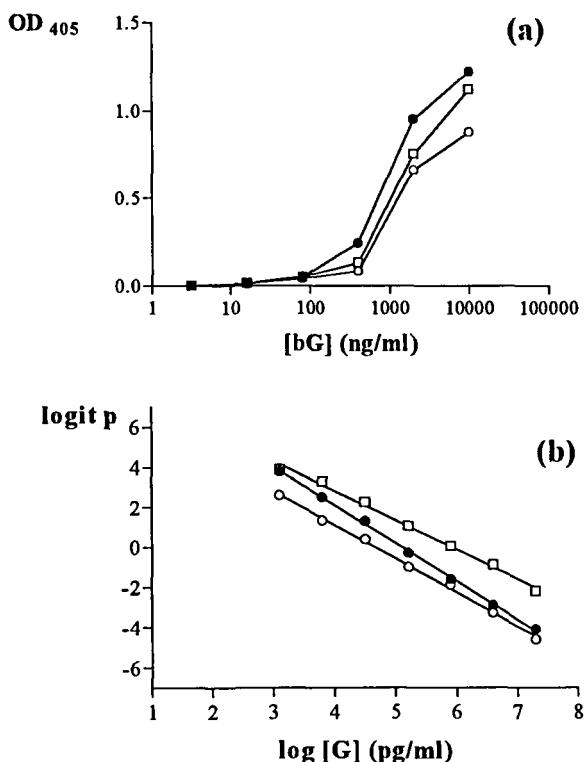 OD 405
(a)
1.5
1.0
0.5
0.0
1 10 100 1000 10000 100000
[bG] (ng/ml)
logit p
(b)
6
4
2
0
-2
-4
-6
1 2 3 4 5 6 7 8
log [G] (pg/ml)